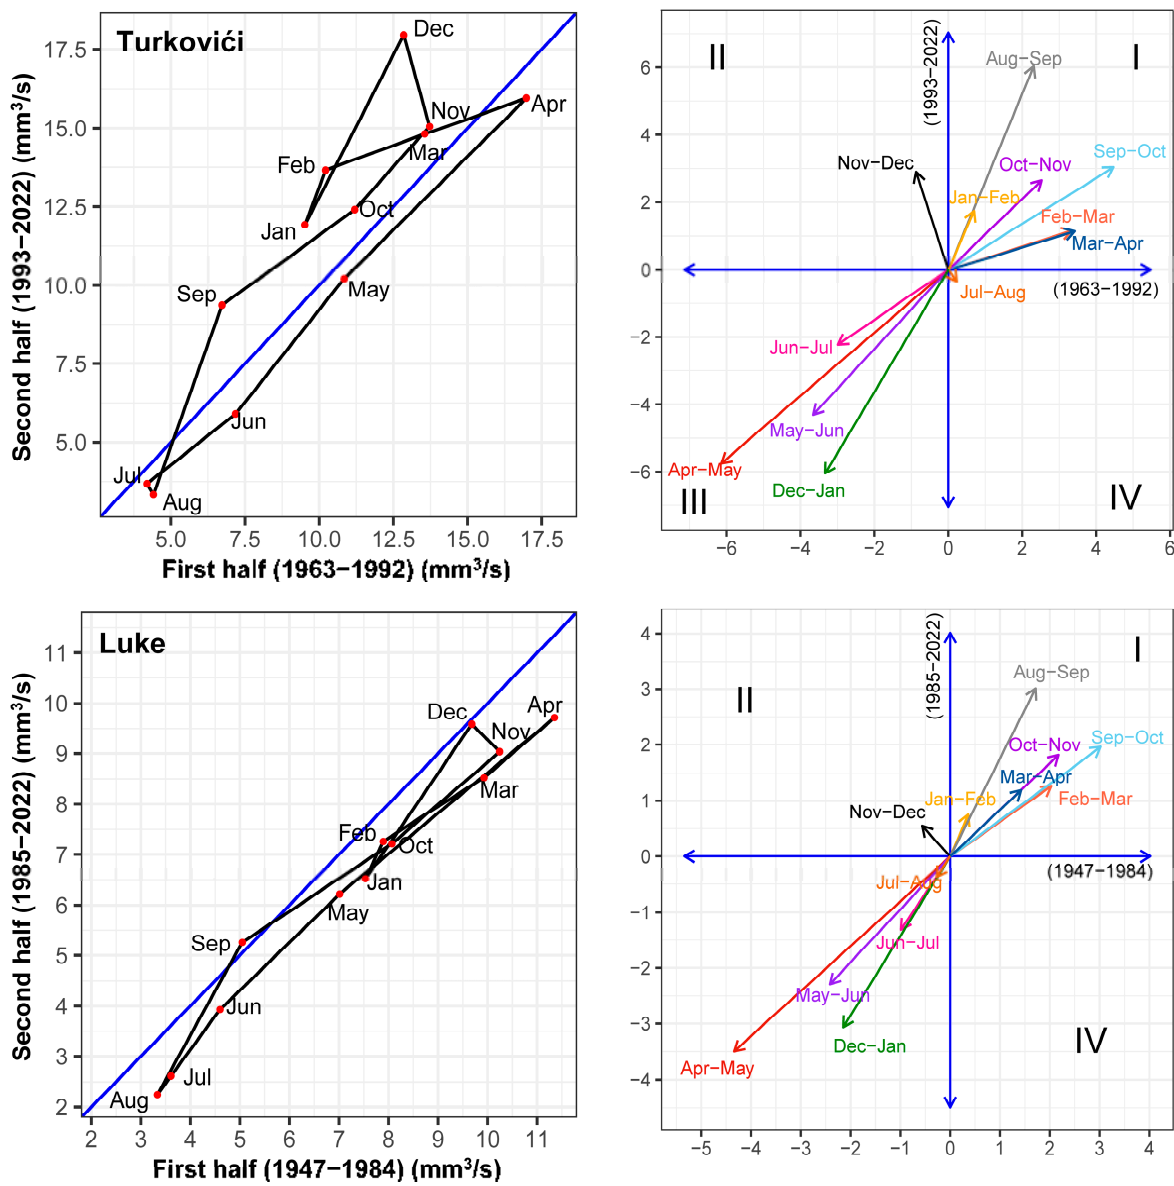 Turkovići
Dec
17.5
Nov
Apr
15.0
Mar
Feb
12.5
Oct
Jan
10.0
May
Sep
7.5
Jun
5.0
Jul
Aug
5.0 7.5 10.0 12.5 15.0 17.5
First half (1963−1992) (mm³/s)
Second half (1993−2022) (mm³/s)
II
I
(1993−2022)
Aug−Sep
6
4
Sep−Oct
Nov−Dec
Oct−Nov
2
Jan−Feb
Feb−Mar
Mar−Apr
0
(1963−1992)
Jul−Aug
−2
Jun−Jul
−4
May−Jun
Apr−May
−6
Dec−Jan
III
IV
−6 −4 −2 0 2 4 6
Luke
11
10
Dec
Apr
Nov
9
Mar
8
Feb
Oct
7
Jan
May
6
Sep
5
4
Jun
3
Jul
Aug
2
2 3 4 5 6 7 8 9 10 11
First half (1947−1984) (mm³/s)
Second half (1985−2022) (mm³/s)
4
(1985−2022)
I
II
Aug−Sep
3
Oct−Nov
Sep−Oct
2
Mar−Apr
Jan−Feb
Feb−Mar
1
Nov−Dec
0
(1947−1984)
Jul−Aug
−1
Jun−Jul
−2
May−Jun
−3
Dec−Jan
IV
Apr−May
−4
−5 −4 −3 −2 −1 0 1 2 3 4